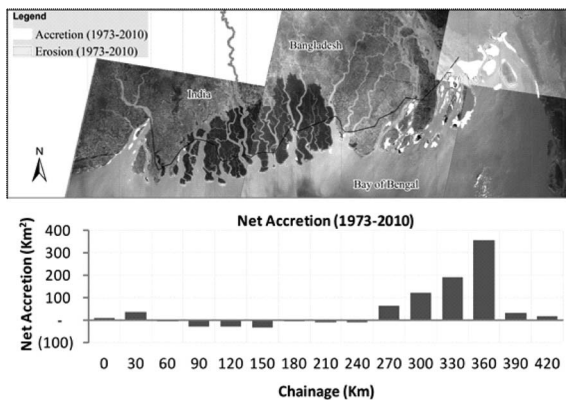 Legend
Accretion (1973-2010)
Erosion (1973-2010)
Bangladesh
India
N
Bay of Bengal
Net Accretion (1973-2010)
Net Accretion (Km²)
400
300
200
100
-
(100)
0 30 60 90 120 150 180 210 240 270 300 330 360 390 420
Chainage (Km)